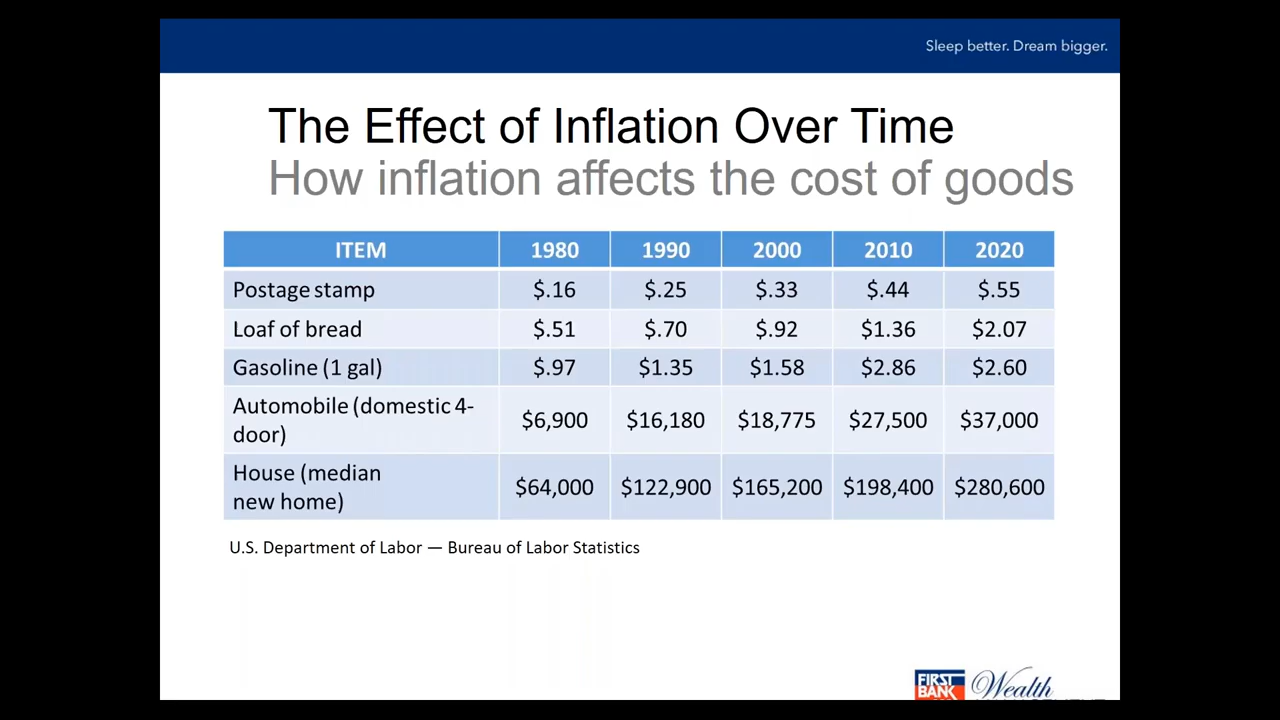 Sleep better. Dream bigger.
The Effect of Inflation Over Time
How inflation affects the cost of goods
ITEM 1980 1990 2000 2010 2020
Postage stamp $.16 $.25 $.33 $.44 $.55
Loaf of bread $.51 $.70 $.92 $1.36 $2.07
Gasoline (1 gal) $.97 $1.35 $1.58 $2.86 $2.60
Automobile (domestic 4-
door) $6,900 $16,180 $18,775 $27,500 $37,000
House (median
new home) $64,000 $122,900 $165,200 $198,400 $280,600
U.S. Department of Labor — Bureau of Labor Statistics
FIRST
BANK
Wealth